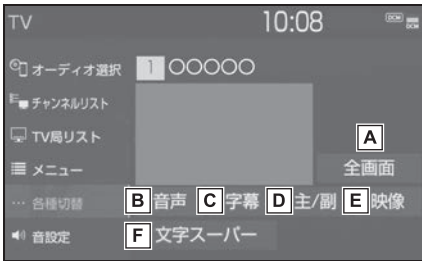 TV 10:08 DCM
オーディオ選択 1 〇〇〇〇〇
チャンネルリスト
TV局リスト A
メニュー 全画面
… 各種切替 B 音声 C 字幕 D 主/副 E 映像
音設定 F 文字スーパー